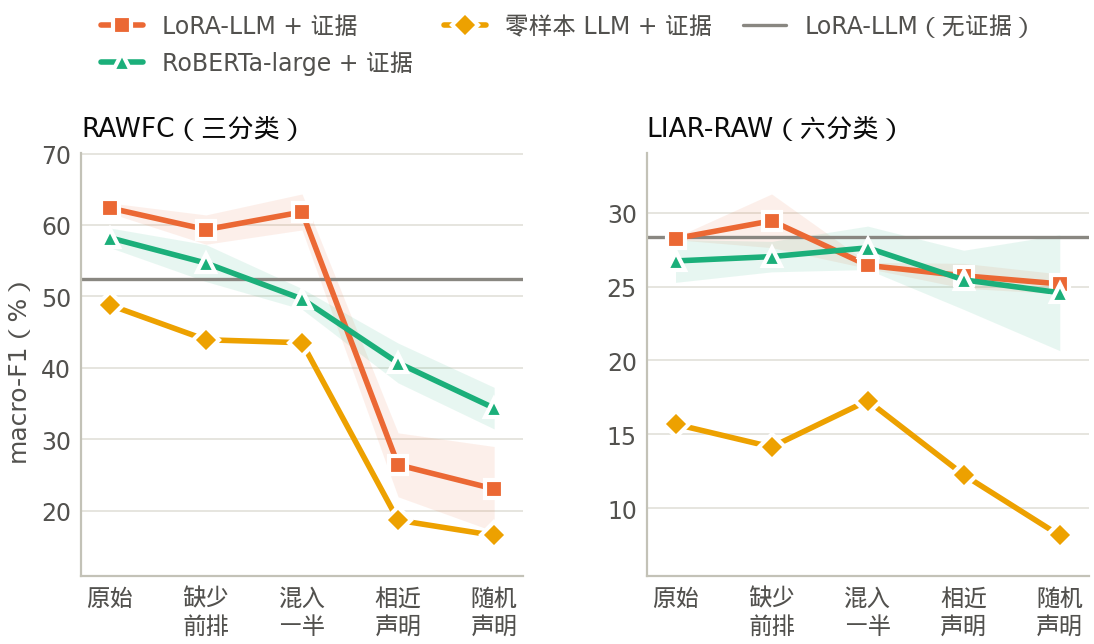 LoRA-LLM + 证据
零样本 LLM + 证据
LoRA-LLM（无证据）
RoBERTa-large + 证据
RAWFC（三分类）
LIAR-RAW（六分类）
macro-F1（%）
70
60
50
40
30
20
原始
缺少
前排
混入
一半
相近
声明
随机
声明
30
25
20
15
10
原始
缺少
前排
混入
一半
相近
声明
随机
声明